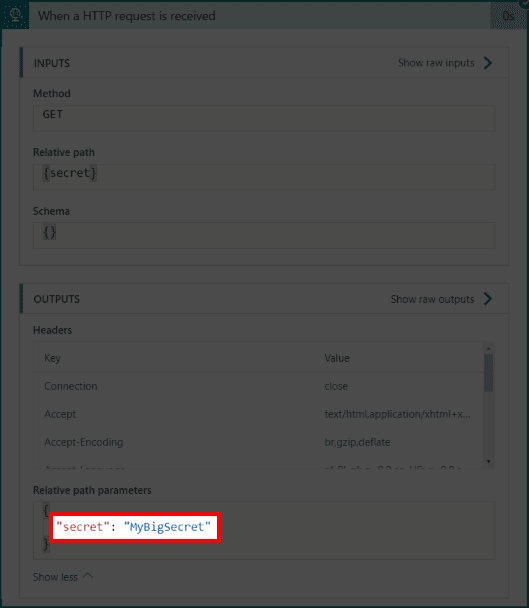 When a HTTP request is received
0s
INPUTS
Show raw inputs
Method
GET
Relative path
{secret}
Schema
{}
OUTPUTS
Show raw outputs
Headers
Key Value
Connection close
Accept text/html,application/xhtml+x...
Accept-Encoding br,gzip,deflate
Accept-Language
Relative path parameters
{
"secret": "MyBigSecret"
}
Show less